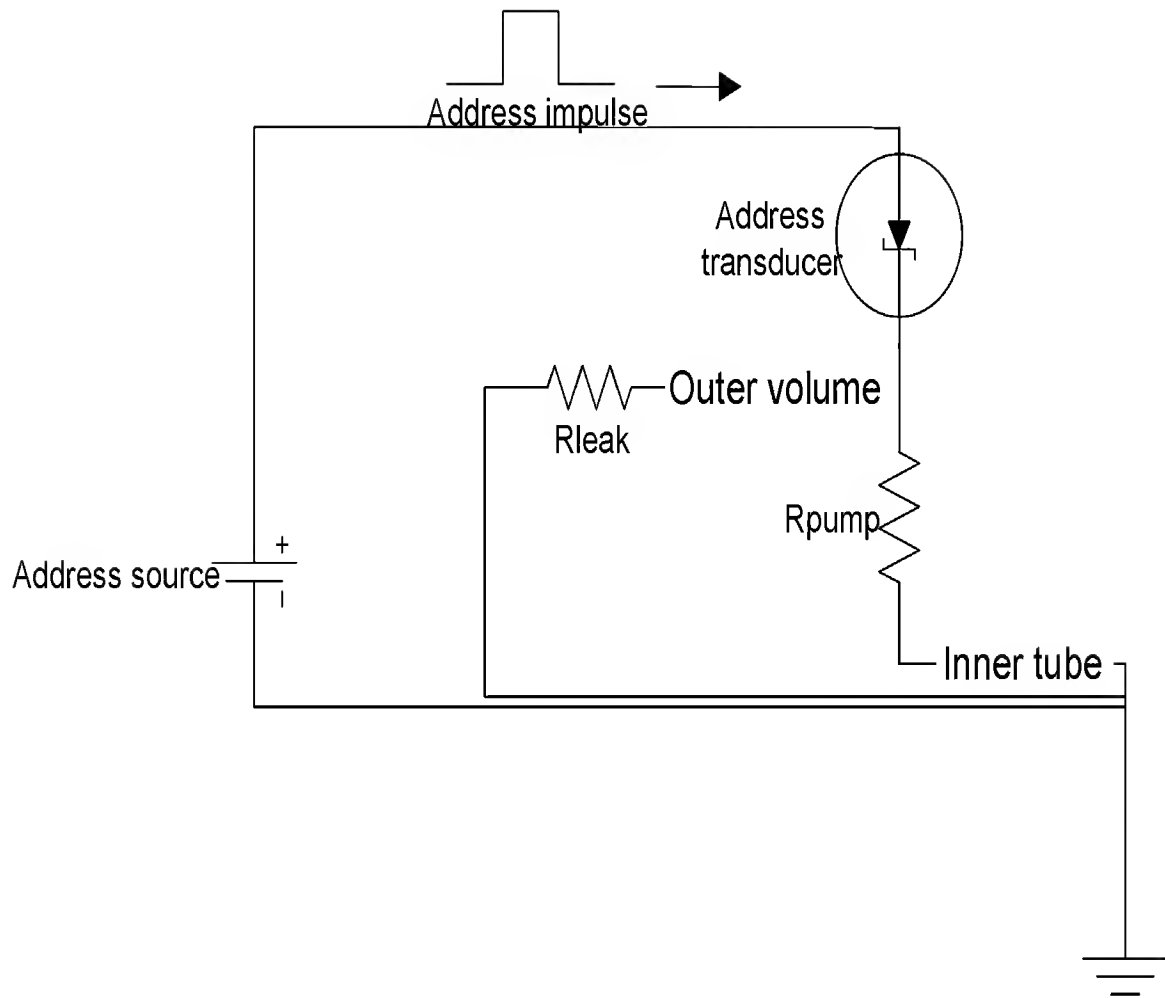 Address impulse
Address
transducer
Outer volume
Rleak
Rpump
+
Address source
-
Inner tube